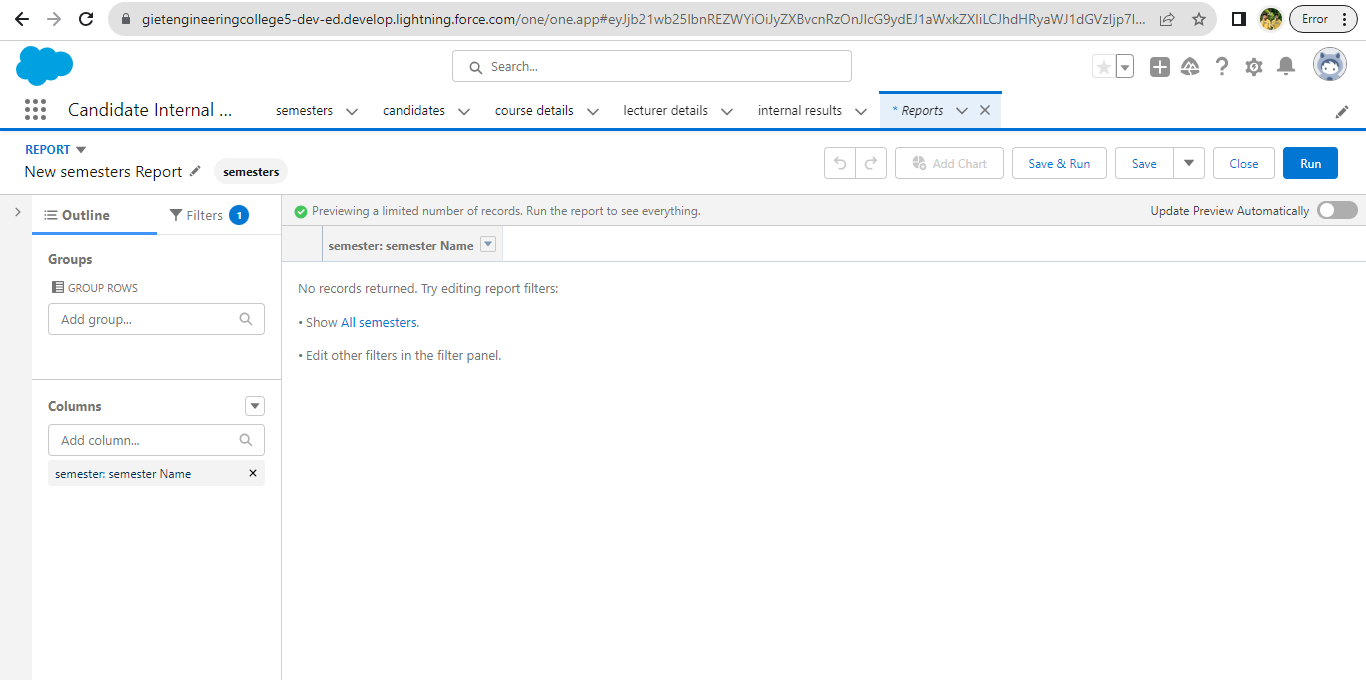 gietengineeringcollege5-dev-ed.develop.lightning.force.com/one/one.app#eyJjb21wb25lbnREZWYiOiJyZXBvcnRzOnJlcG9ydEJ1aWxkZXIiLCJhdHRyaWJ1dGVzIjp7I...
Error
Search...
Candidate Internal ...
semesters
candidates
course details
lecturer details
internal results
* Reports
REPORT
New semesters Report
semesters
Add Chart
Save & Run
Save
Close
Run
Outline
Filters
1
Previewing a limited number of records. Run the report to see everything.
Update Preview Automatically
Groups
GROUP ROWS
Add group...
semester: semester Name
No records returned. Try editing report filters:
• Show All semesters.
• Edit other filters in the filter panel.
Columns
Add column...
semester: semester Name